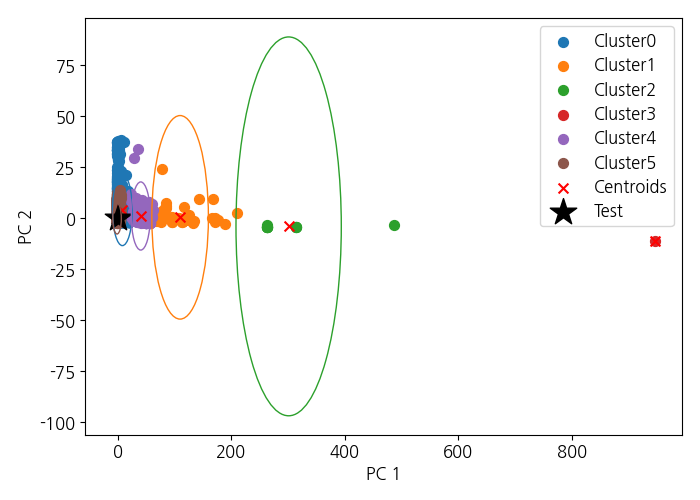 Cluster0
Cluster1
Cluster2
Cluster3
Cluster4
Cluster5
Centroids
Test
PC 2
75
50
25
0
-25
-50
-75
-100
0 200 400 600 800
PC 1